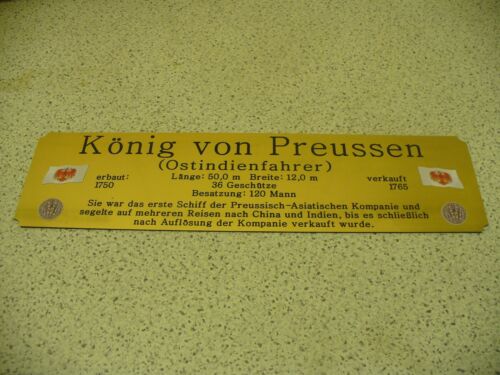 König von Preussen
(Ostindienfahrer)
erbaut: Länge: 50,0 m Breite: 12,0 m verkauft
1750 36 Geschütze 1765
Besatzung: 120 Mann
Sie war das erste Schiff der Preussisch-Asiatischen Kompanie und
segelte auf mehreren Reisen nach China und Indien, bis es schließlich
nach Auflösung der Kompanie verkauft wurde.